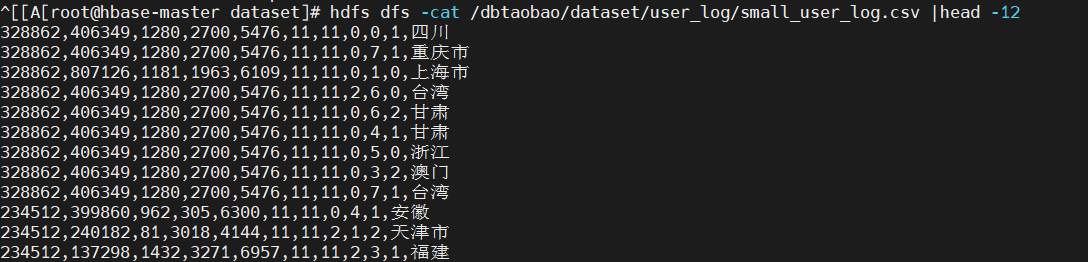 ^[[A[root@hbase-master dataset]# hdfs dfs -cat /dbtaobao/dataset/user_log/small_user_log.csv |head -12
328862,406349,1280,2700,5476,11,11,0,0,1,四川
328862,406349,1280,2700,5476,11,11,0,7,1,重庆市
328862,807126,1181,1963,6109,11,11,0,1,0,上海市
328862,406349,1280,2700,5476,11,11,2,6,0,台湾
328862,406349,1280,2700,5476,11,11,0,6,2,甘肃
328862,406349,1280,2700,5476,11,11,0,4,1,甘肃
328862,406349,1280,2700,5476,11,11,0,5,0,浙江
328862,406349,1280,2700,5476,11,11,0,3,2,澳门
328862,406349,1280,2700,5476,11,11,0,7,1,台湾
234512,399860,962,305,6300,11,11,0,4,1,安徽
234512,240182,81,3018,4144,11,11,2,1,2,天津市
234512,137298,1432,3271,6957,11,11,2,3,1,福建